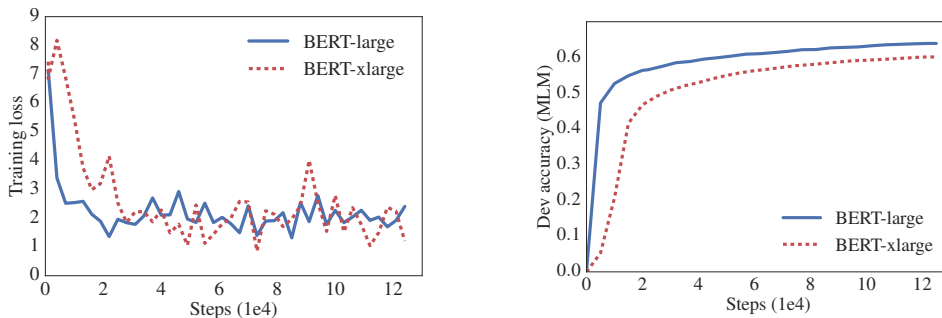 9
8
7
6
5
4
3
2
1
0
Training loss
BERT-large
BERT-xlarge
0 2 4 6 8 10 12
Steps (1e4)
0.6
0.5
0.4
0.3
0.2
0.1
0.0
Dev accuracy (MLM)
BERT-large
BERT-xlarge
0 2 4 6 8 10 12
Steps (1e4)